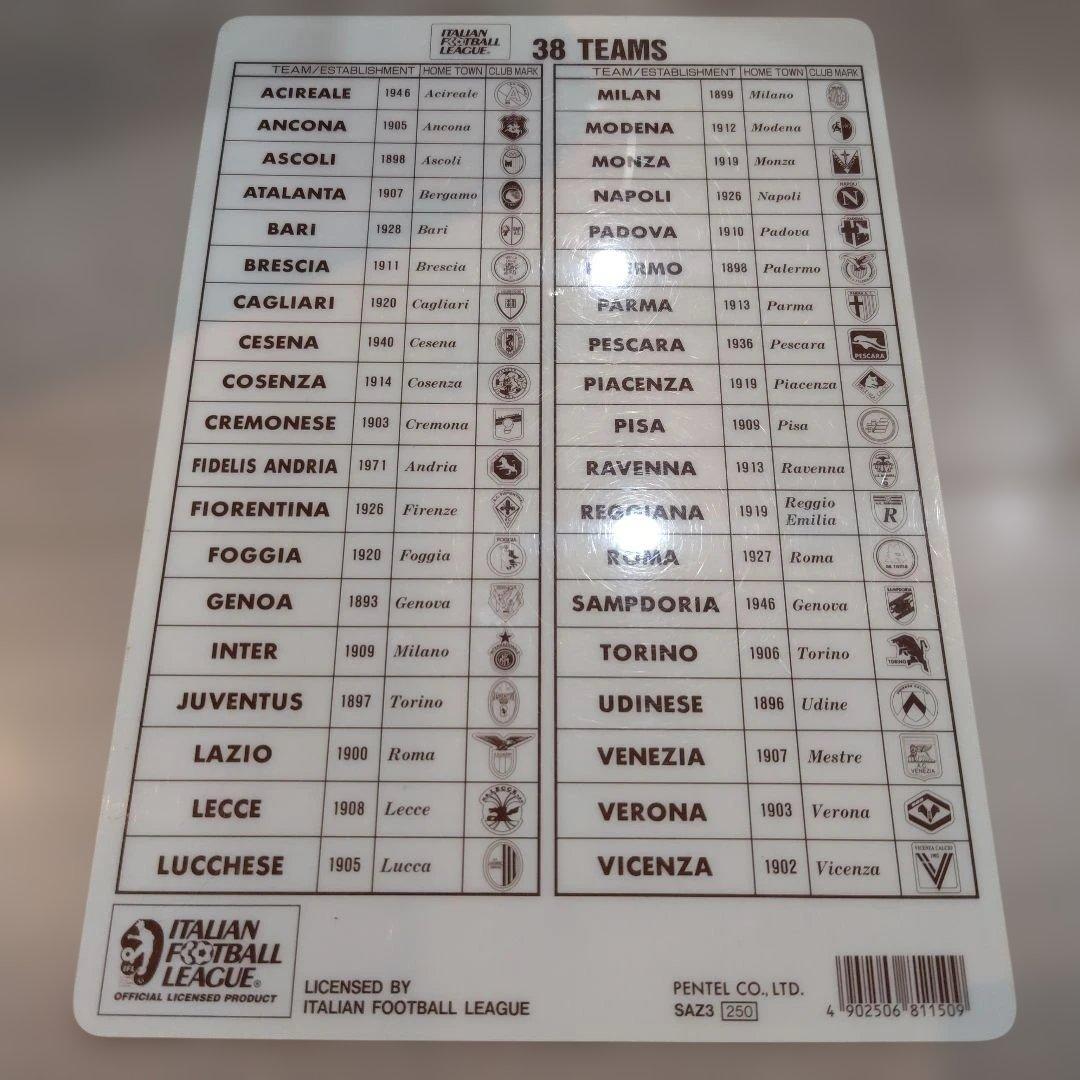 ITALIAN
FOOTBALL
LEAGUE
38 TEAMS
TEAM/ESTABLISHMENT HOME TOWN CLUB MARK
ACIREALE 1946 Acireale
ANCONA 1905 Ancona
ASCOLI 1898 Ascoli
ATALANTA 1907 Bergamo
BARI 1928 Bari
BRESCIA 1911 Brescia
CAGLIARI 1920 Cagliari
CESENA 1940 Cesena
COSENZA 1914 Cosenza
CREMONESE 1903 Cremona
FIDELIS ANDRIA 1971 Andria
FIORENTINA 1926 Firenze
FOGGIA 1920 Foggia
GENOA 1893 Genova
INTER 1909 Milano
JUVENTUS 1897 Torino
LAZIO 1900 Roma
LECCE 1908 Lecce
LUCCHESE 1905 Lucca
TEAM/ESTABLISHMENT HOME TOWN CLUB MARK
MILAN 1899 Milano
MODENA 1912 Modena
MONZA 1919 Monza
NAPOLI 1926 Napoli NAPOLI N
PADOVA 1910 Padova
PALERMO 1898 Palermo
PARMA 1913 Parma
PESCARA 1936 Pescara PESCARA
PIACENZA 1919 Piacenza
PISA 1909 Pisa
RAVENNA 1913 Ravenna
REGGIANA 1919 Reggio
Emilia R
ROMA 1927 Roma
SAMPDORIA 1946 Genova SAMPDORIA
TORINO 1906 Torino TORINO
UDINESE 1896 Udine
VENEZIA 1907 Mestre VENEZIA
VERONA 1903 Verona
VICENZA 1902 Vicenza VICENZA CALCIO 1902
ITALIAN
FOOTBALL
LEAGUE®
OFFICIAL LICENSED PRODUCT
LICENSED BY
ITALIAN FOOTBALL LEAGUE
PENTEL CO., LTD.
SAZ3 250
4 902506 811509